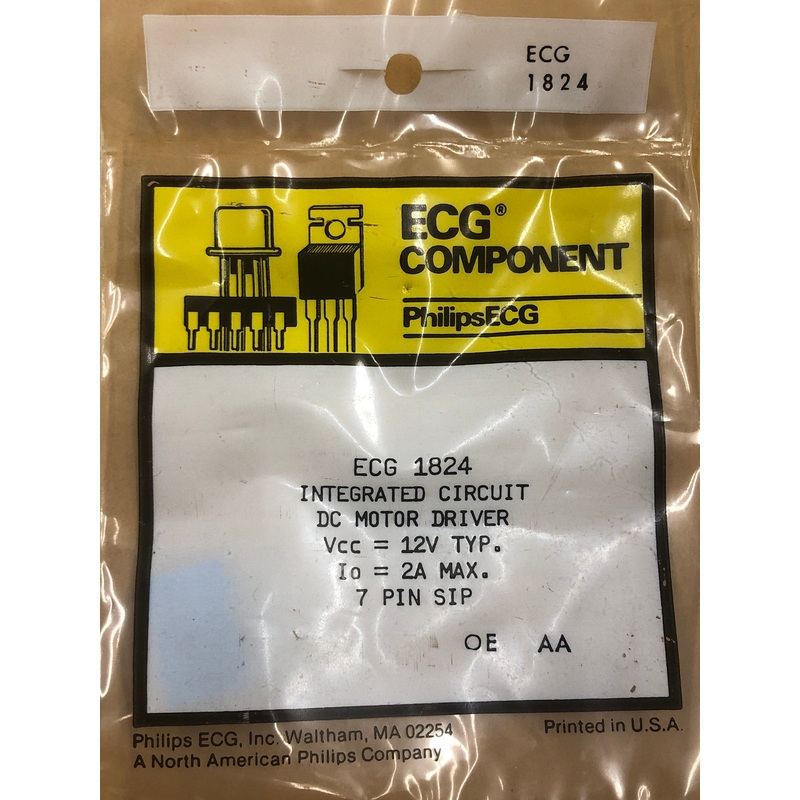 ECG
1824
ECG®
COMPONENT
PhilipsECG
ECG 1824
INTEGRATED CIRCUIT
DC MOTOR DRIVER
Vcc = 12V TYP.
Io = 2A MAX.
7 PIN SIP
OE AA
Philips ECG, Inc. Waltham, MA 02254
A North American Philips Company
Printed in U.S.A.